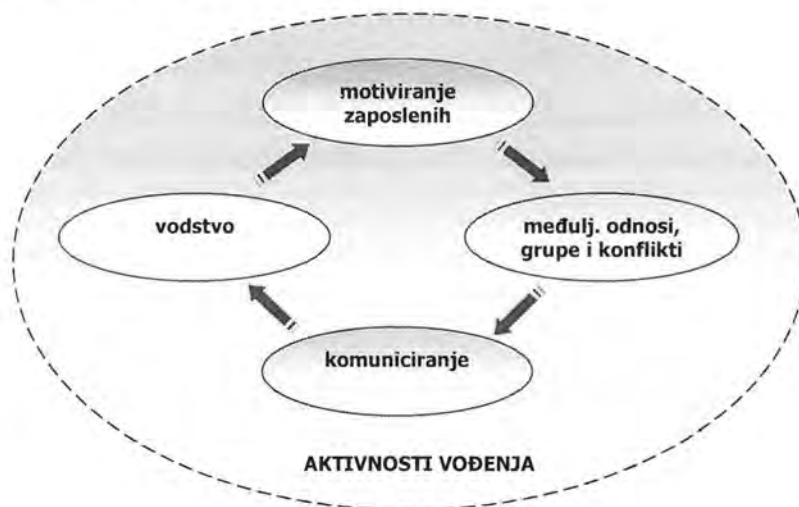 motiviranje
zaposlenih
vodstvo
međulj. odnosi,
grupe i konflikti
komuniciranje
AKTIVNOSTI VOĐENJA